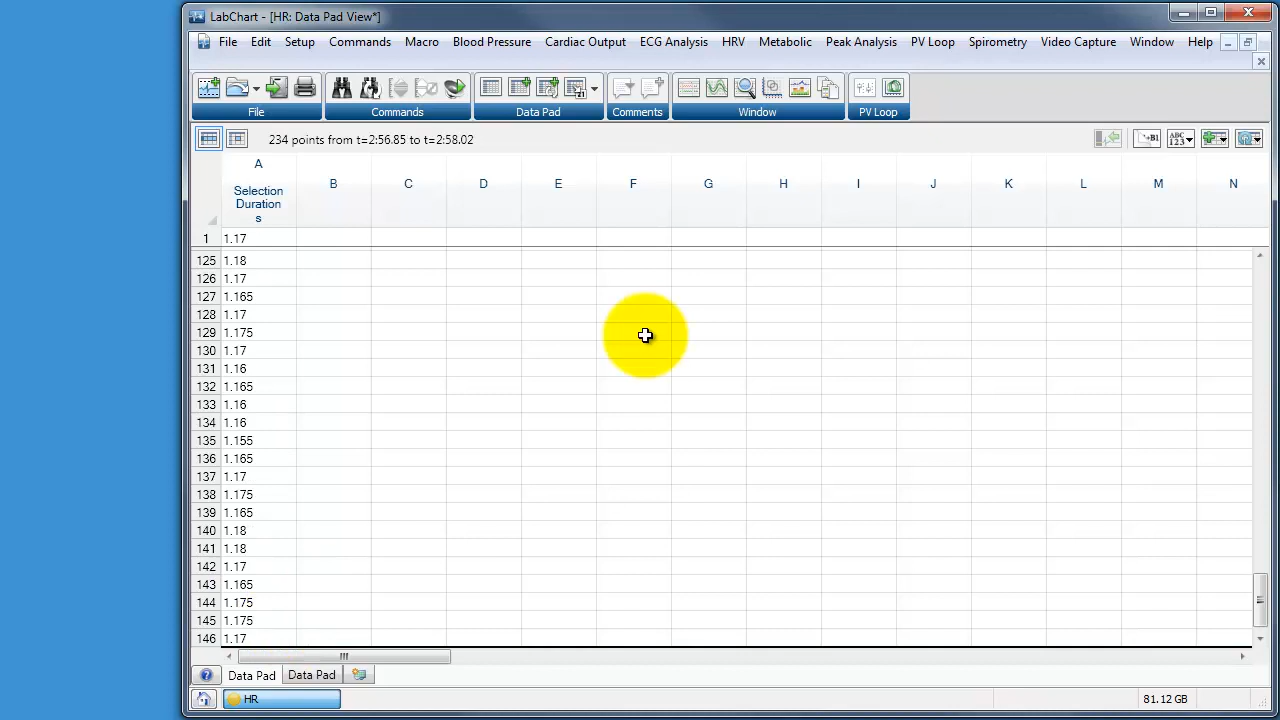 LabChart - [HR: Data Pad View*]
File Edit Setup Commands Macro Blood Pressure Cardiac Output ECG Analysis HRV Metabolic Peak Analysis PV Loop Spirometry Video Capture Window Help
File Commands Data Pad Comments Window PV Loop
234 points from t=2:56.85 to t=2:58.02
A B C D E F G H I J K L M N
Selection
Duration
s
1 1.17
125 1.18
126 1.17
127 1.165
128 1.17
129 1.175
130 1.17
131 1.16
132 1.165
133 1.16
134 1.16
135 1.155
136 1.165
137 1.17
138 1.175
139 1.165
140 1.18
141 1.18
142 1.17
143 1.165
144 1.175
145 1.175
146 1.17
Data Pad Data Pad
HR 81.12 GB